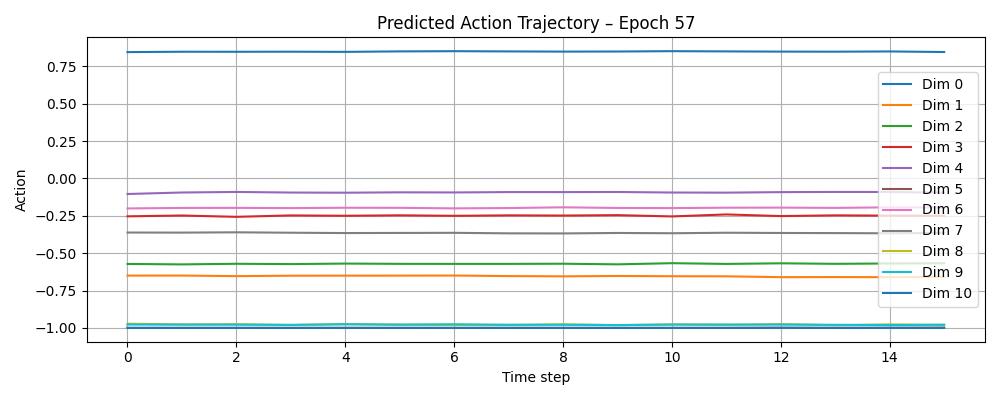 Predicted Action Trajectory – Epoch 57
Action
0.75
0.50
0.25
0.00
−0.25
−0.50
−0.75
−1.00
Dim 0
Dim 1
Dim 2
Dim 3
Dim 4
Dim 5
Dim 6
Dim 7
Dim 8
Dim 9
Dim 10
0 2 4 6 8 10 12 14
Time step